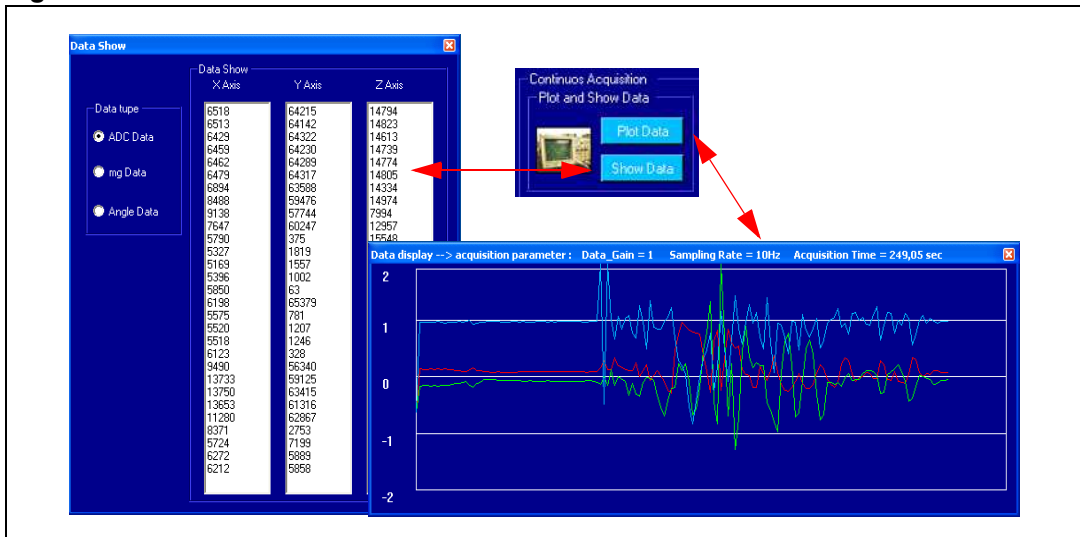 Data Show
Data Show
X Axis Y Axis Z Axis
Data tupe
ADC Data
mg Data
Angle Data
6518 64215 14794
6513 64142 14823
6429 64322 14613
6459 64230 14739
6462 64289 14774
6479 64317 14805
6894 63588 14334
8488 59476 14974
9138 57744 7994
7647 60247 12957
5790 375 15548
5327 1819
5169 1557
5396 1002
5850 63
6198 65379
5575 781
5520 1207
5518 1246
6123 328
9490 56340
13733 59125
13750 63415
13653 61316
11280 62867
8371 2753
5724 7199
6272 5889
6212 5858
Continuos Acquisition
Plot and Show Data
Plot Data
Show Data
Data display --> acquisition parameter : Data_Gain = 1 Sampling Rate = 10Hz Acquisition Time = 249,05 sec
2
1
0
-1
-2